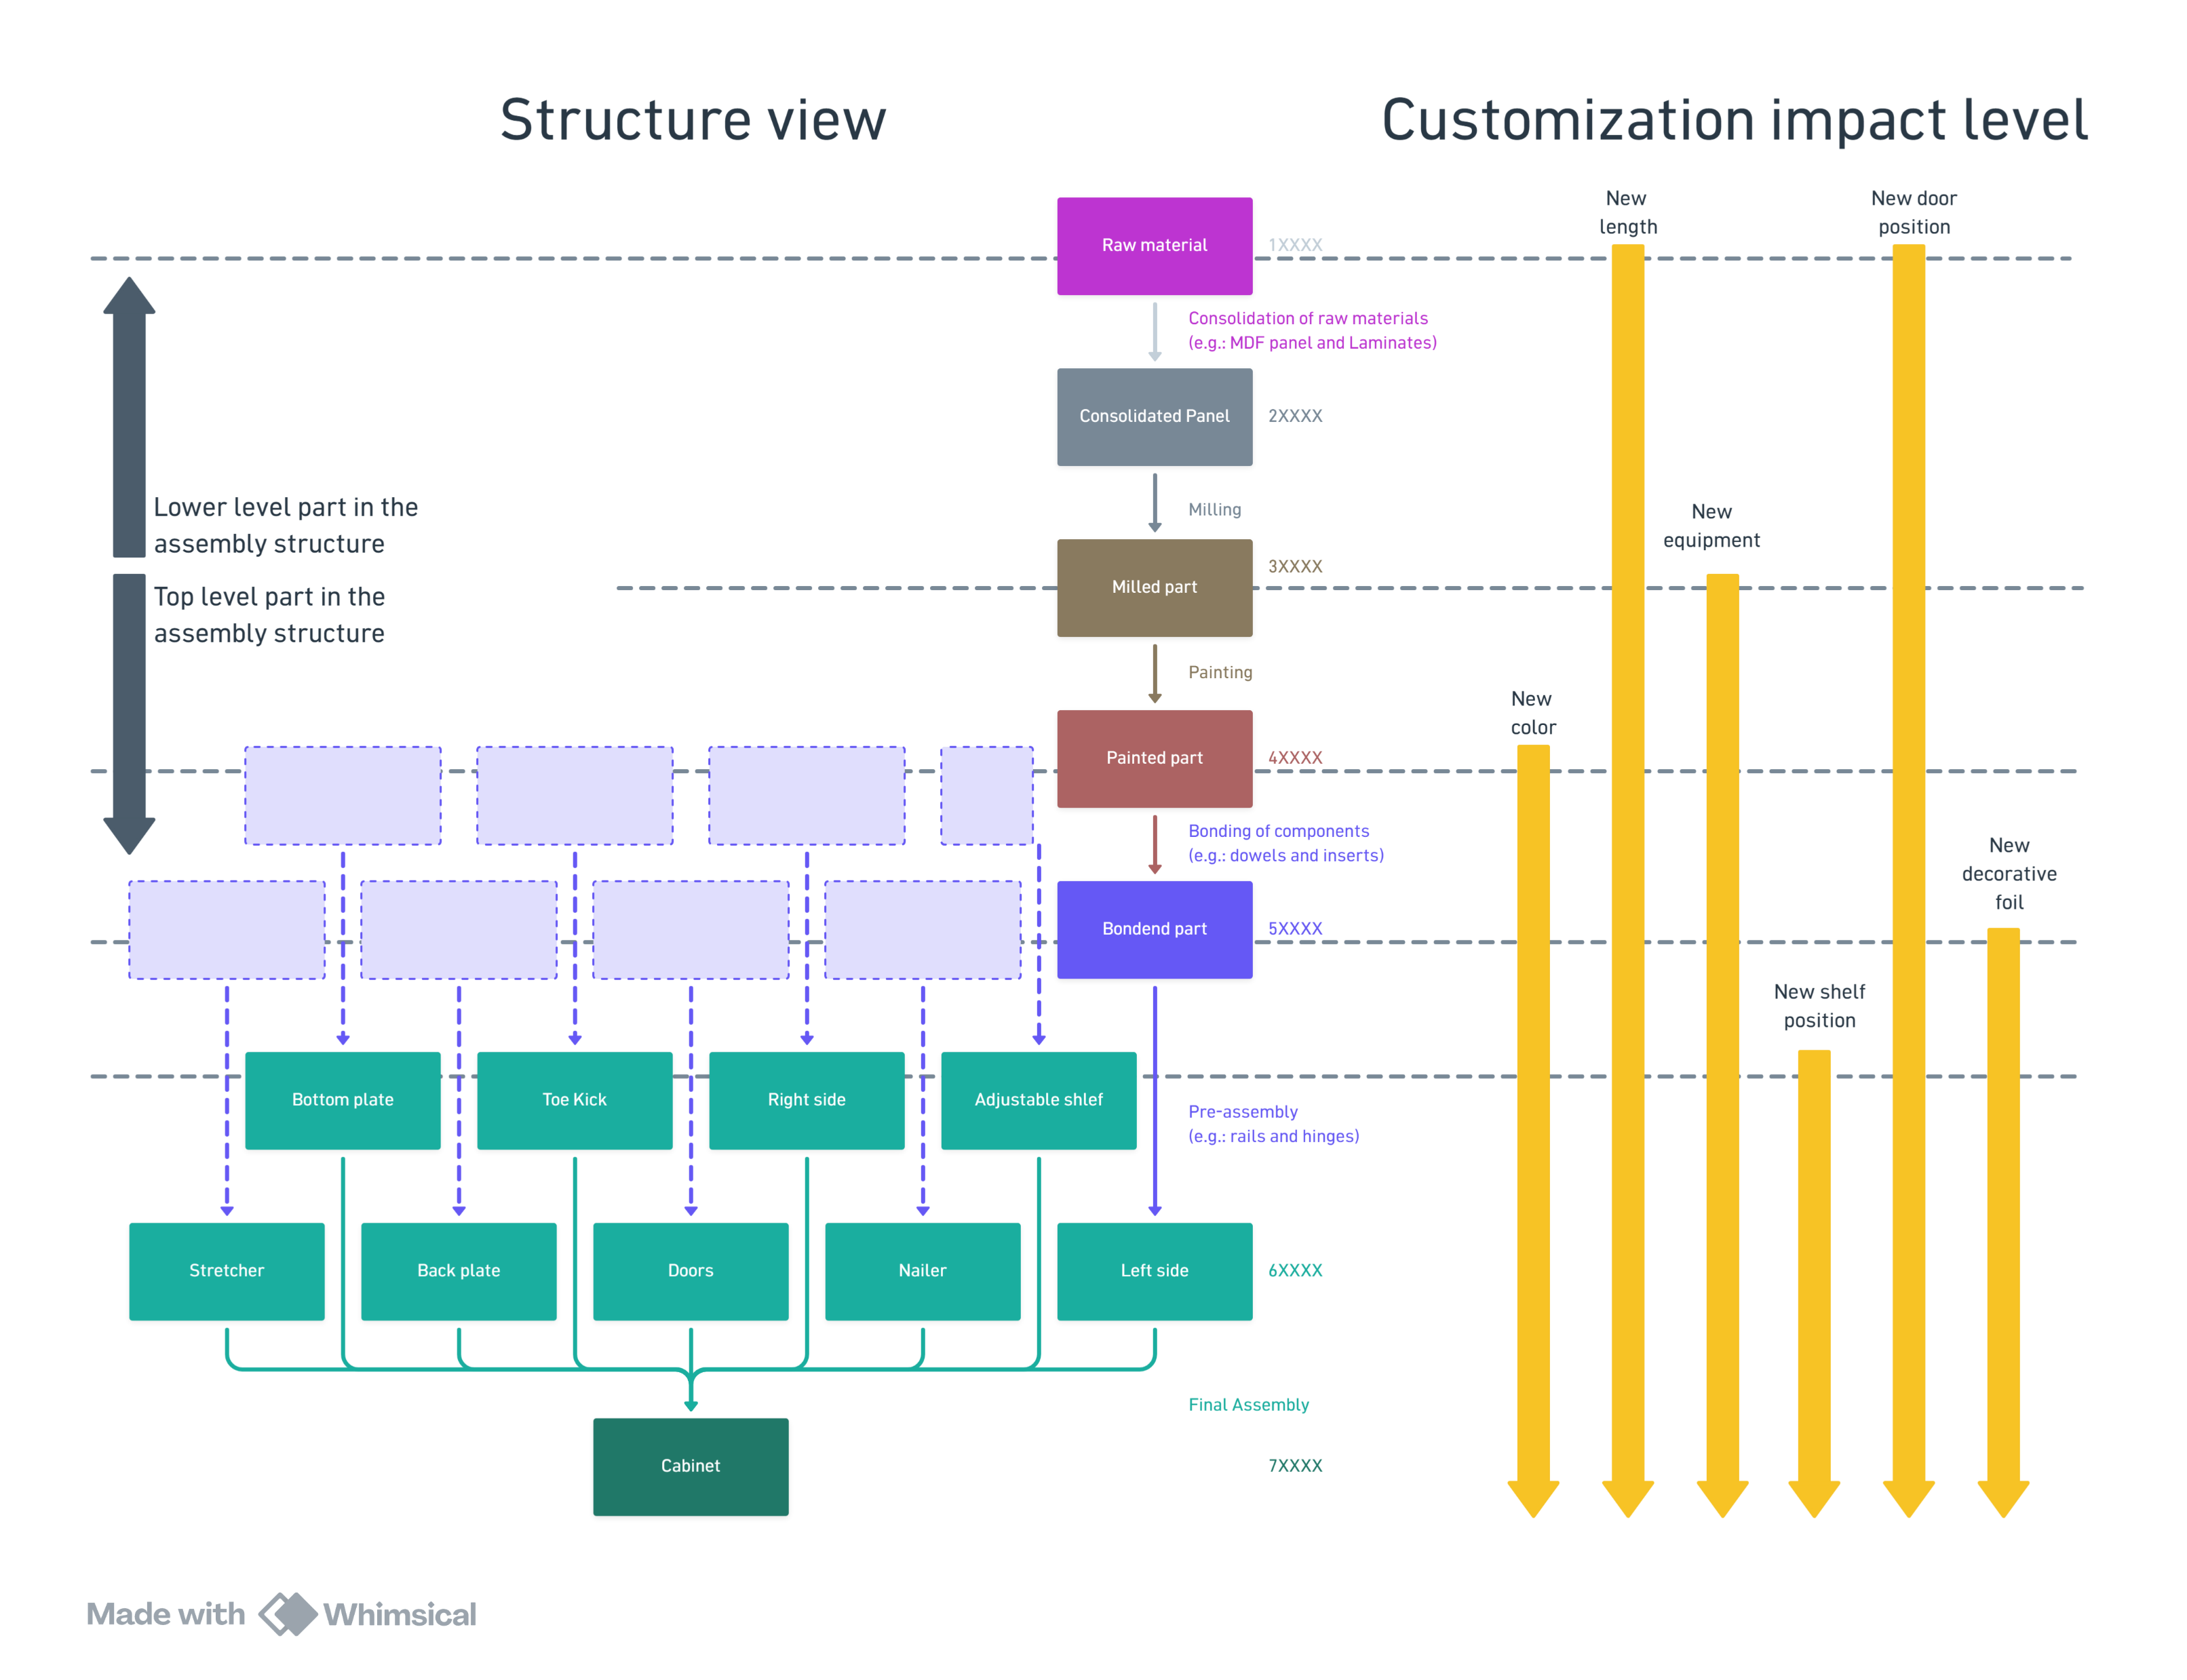 Structure view
Customization impact level
New
length
New door
position
Raw material
1XXXX
Consolidation of raw materials
(e.g.: MDF panel and Laminates)
Consolidated Panel
2XXXX
Lower level part in the
assembly structure
Milling
New
equipment
Top level part in the
assembly structure
Milled part
3XXXX
Painting
New
color
Painted part
4XXXX
Bonding of components
(e.g.: dowels and inserts)
New
decorative
foil
Bondend part
5XXXX
New shelf
position
Bottom plate
Toe Kick
Right side
Adjustable shlef
Pre-assembly
(e.g.: rails and hinges)
Stretcher
Back plate
Doors
Nailer
Left side
6XXXX
Final Assembly
Cabinet
7XXXX
Made with Whimsical